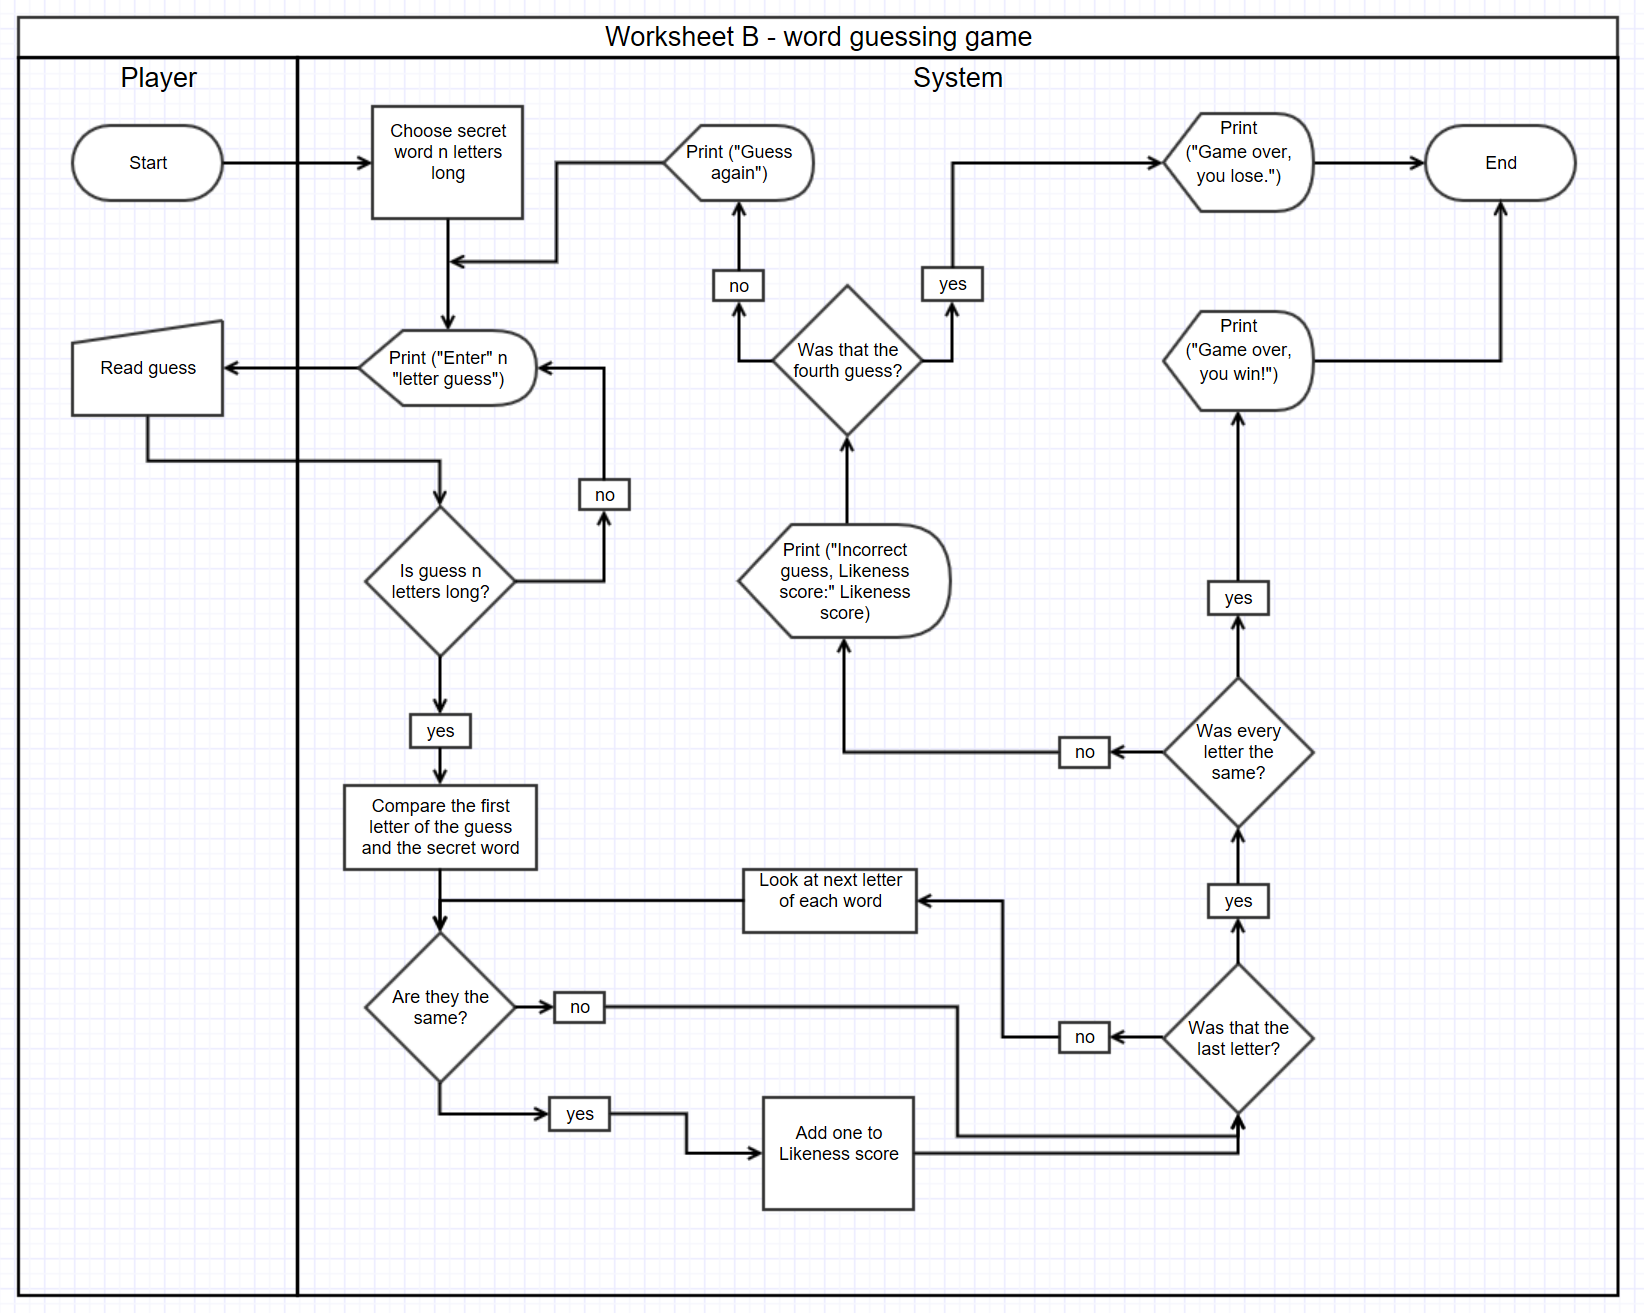 Worksheet B - word guessing game
Player
System
Start
Choose secret
word n letters
long
Print ("Guess
again")
Print
("Game over,
you lose.")
End
no
yes
Read guess
Print ("Enter" n
"letter guess")
Was that the
fourth guess?
Print
("Game over,
you win!")
no
Is guess n
letters long?
Print ("Incorrect
guess, Likeness
score:" Likeness
score)
yes
yes
no
Was every
letter the
same?
Compare the first
letter of the guess
and the secret word
Look at next letter
of each word
yes
Are they the
same?
no
no
Was that the
last letter?
yes
Add one to
Likeness score